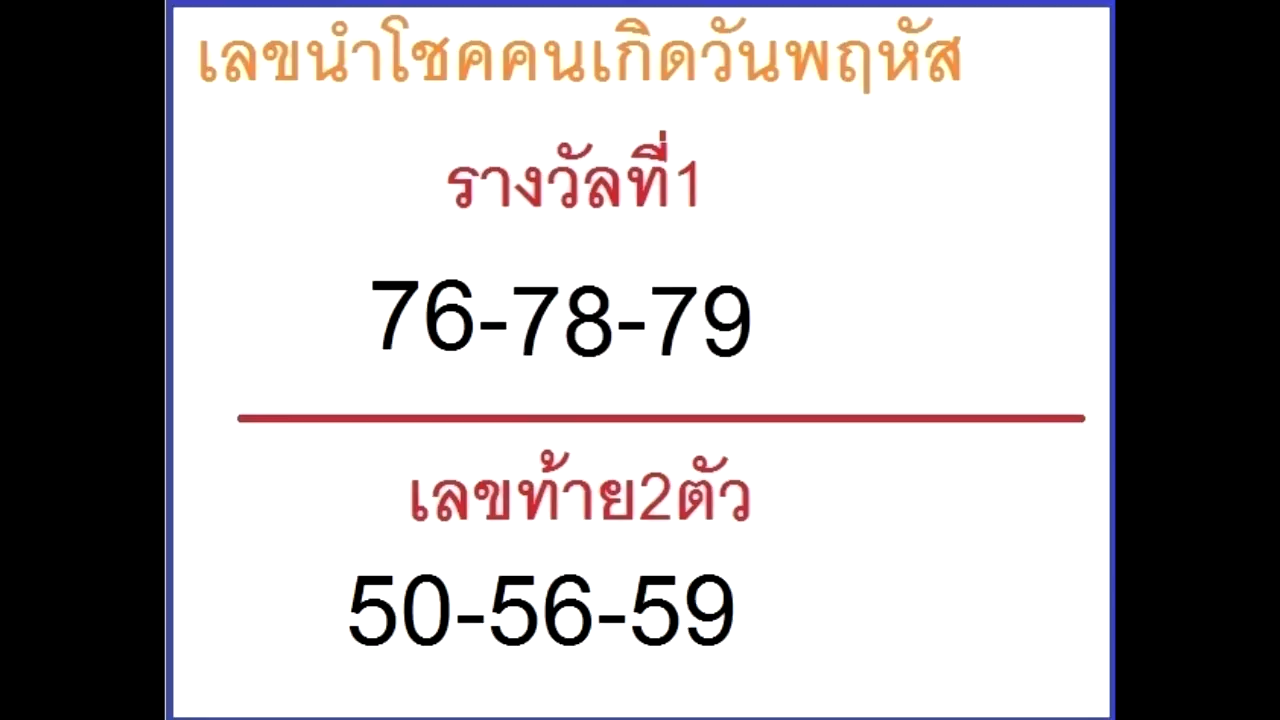 เลขนำโชคคนเกิดวันพฤหัส
รางวัลที่1
76-78-79
เลขท้าย2ตัว
50-56-59